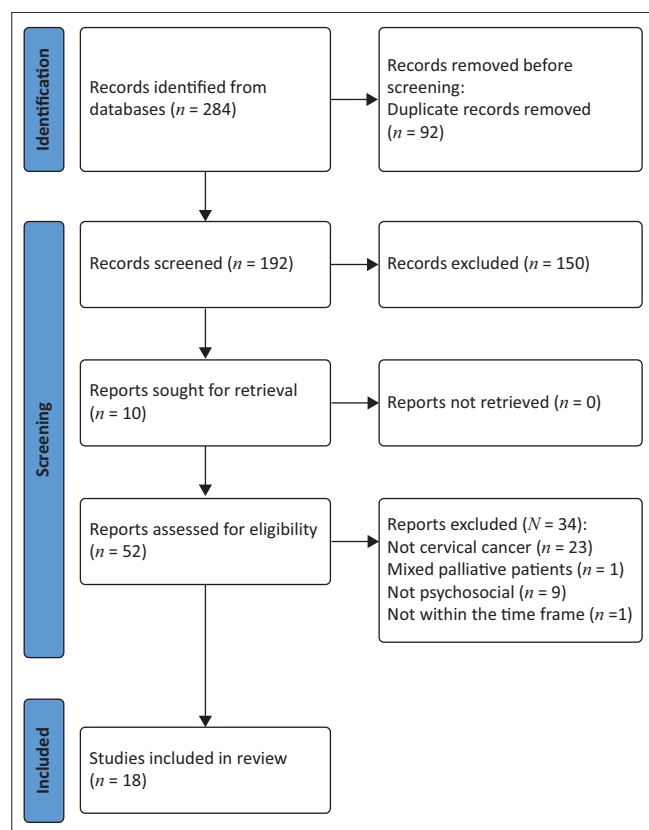 Identification
Records identified from
databases (n = 284)
Records removed before
screening:
Duplicate records removed
(n = 92)
Screening
Records screened (n = 192)
Records excluded (n = 150)
Reports sought for retrieval
(n = 10)
Reports not retrieved (n = 0)
Reports assessed for eligibility
(n = 52)
Reports excluded (N = 34):
Not cervical cancer (n = 23)
Mixed palliative patients (n = 1)
Not psychosocial (n = 9)
Not within the time frame (n =1)
Included
Studies included in review
(n = 18)